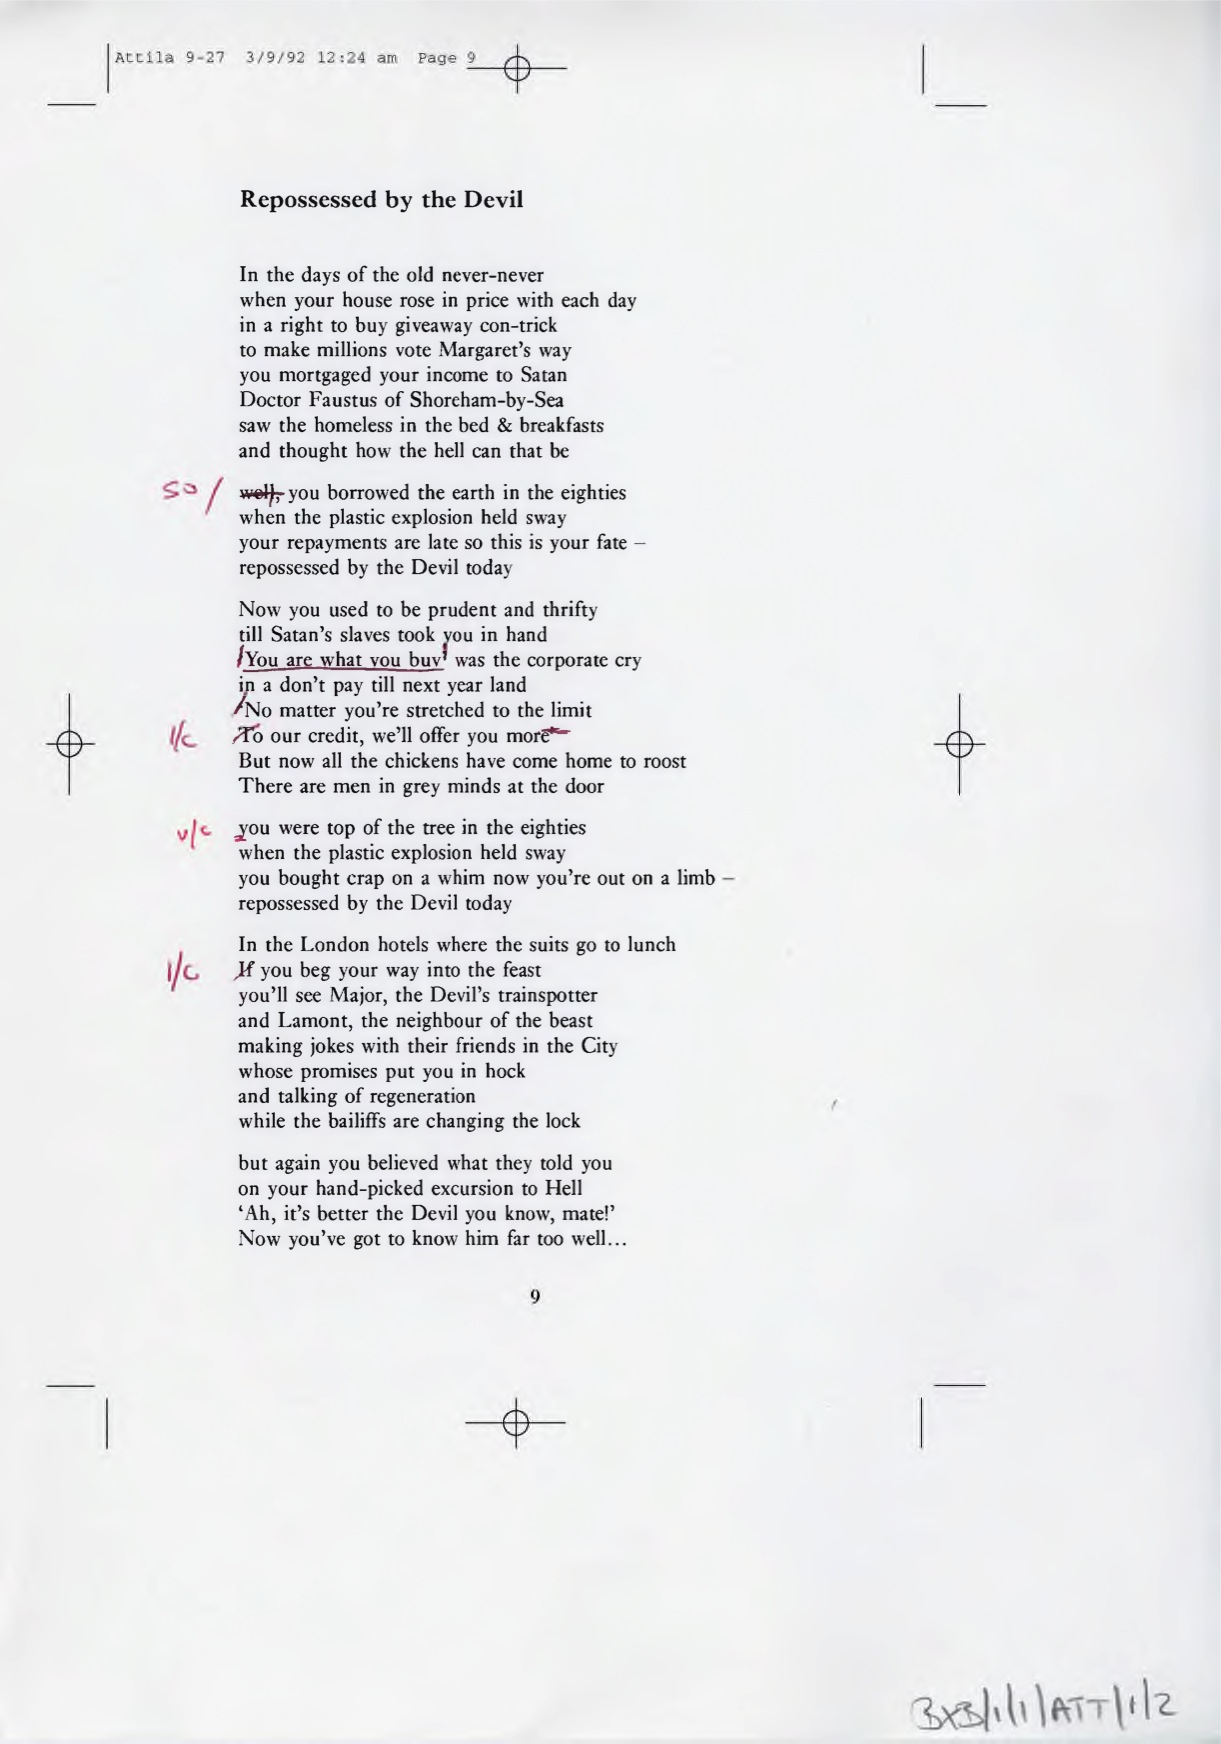 Attila 9-27 3/9/92 12:24 am Page 9
Repossessed by the Devil
In the days of the old never-never
when your house rose in price with each day
in a right to buy giveaway con-trick
to make millions vote Margaret's way
you mortgaged your income to Satan
Doctor Faustus of Shoreham-by-Sea
saw the homeless in the bed & breakfasts
and thought how the hell can that be
so / well, you borrowed the earth in the eighties
when the plastic explosion held sway
your repayments are late so this is your fate –
repossessed by the Devil today
Now you used to be prudent and thrifty
till Satan's slaves took you in hand
'You are what you buy' was the corporate cry
in a don't pay till next year land
'No matter you're stretched to the limit
l/c To our credit, we'll offer you more'
But now all the chickens have come home to roost
There are men in grey minds at the door
u/c you were top of the tree in the eighties
when the plastic explosion held sway
you bought crap on a whim now you're out on a limb –
repossessed by the Devil today
In the London hotels where the suits go to lunch
l/c If you beg your way into the feast
you'll see Major, the Devil's trainspotter
and Lamont, the neighbour of the beast
making jokes with their friends in the City
whose promises put you in hock
and talking of regeneration
while the bailiffs are changing the lock
but again you believed what they told you
on your hand-picked excursion to Hell
'Ah, it's better the Devil you know, mate!'
Now you've got to know him far too well...
9
BXB/1/1/ATT/1/2